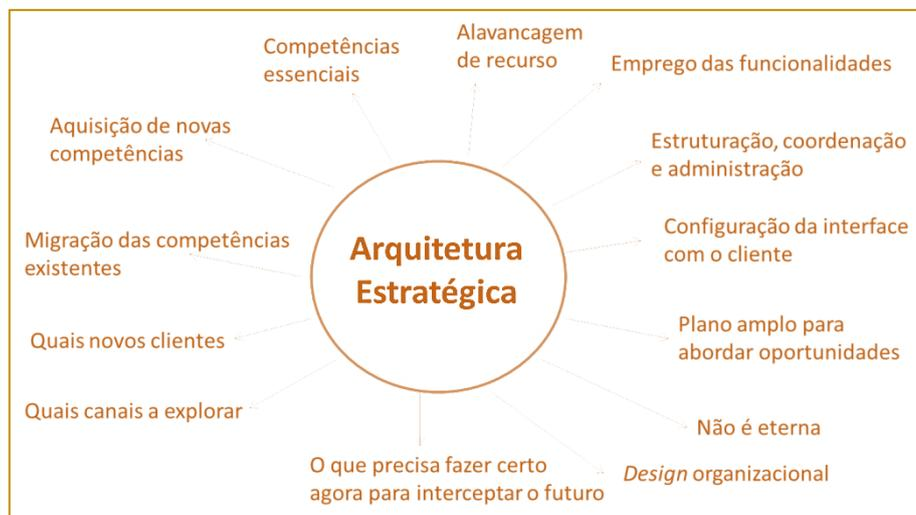 Competências
essenciais
Alavancagem
de recurso
Emprego das funcionalidades
Aquisição de novas
competências
Estruturação, coordenação
e administração
Migração das competências
existentes
Arquitetura
Estratégica
Configuração da interface
com o cliente
Quais novos clientes
Plano amplo para
abordar oportunidades
Quais canais a explorar
Não é eterna
O que precisa fazer certo
agora para interceptar o futuro
Design organizacional